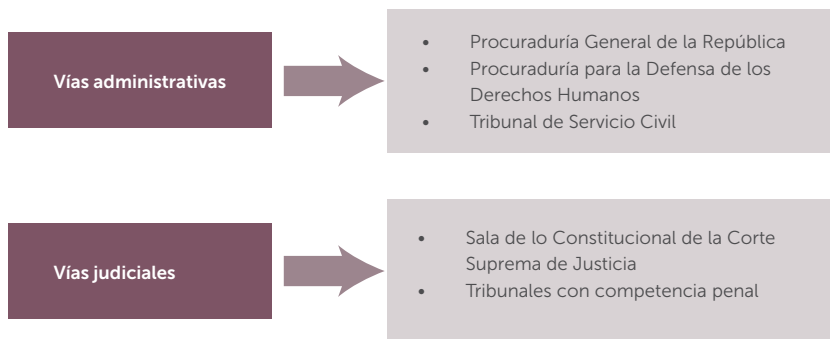 Vías administrativas
• Procuraduría General de la República
• Procuraduría para la Defensa de los
Derechos Humanos
• Tribunal de Servicio Civil
Vías judiciales
• Sala de lo Constitucional de la Corte
Suprema de Justicia
• Tribunales con competencia penal